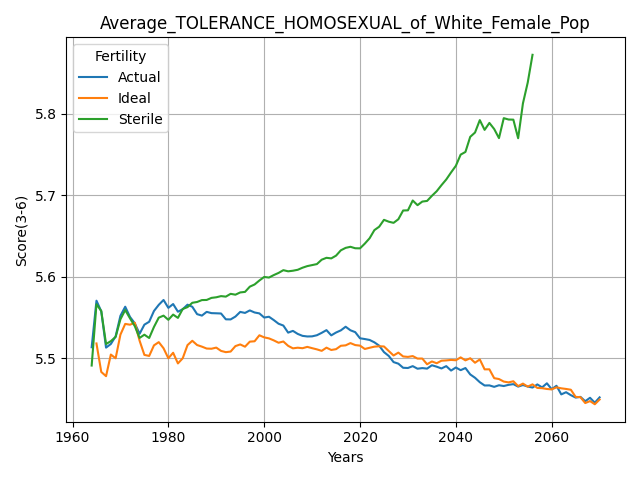 Average_TOLERANCE_HOMOSEXUAL_of_White_Female_Pop
Fertility
Actual
Ideal
Sterile
Score(3-6)
5.8
5.7
5.6
5.5
1960 1980 2000 2020 2040 2060
Years